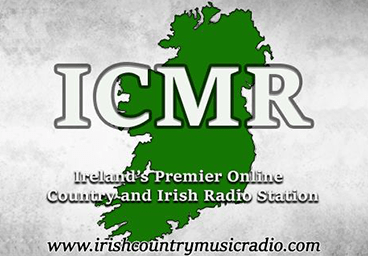 ICMR
Ireland's Premier Online
Country and Irish Radio Station
www.irishcountrymusicradio.com